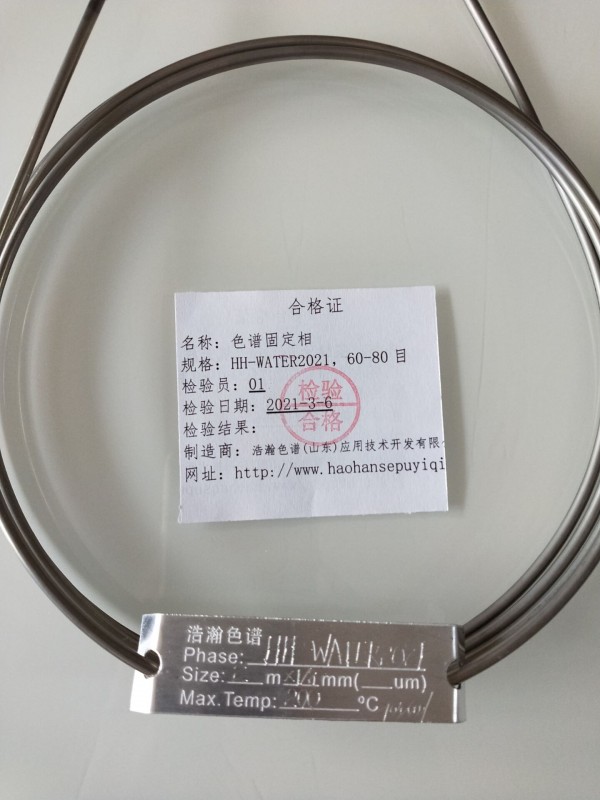 合格证
名称：色谱固定相
规格：HH-WATER2021，60-80 目
检验员：01
检验日期：2021-3-6
检验结果：
检验
合格
制造商：浩瀚色谱(山东)应用技术开发有限
网址：http://www.haohansepuyiqi
浩瀚色谱
Phase: HH WATER2021
Size: m mm( um)
Max.Temp: 200 ℃